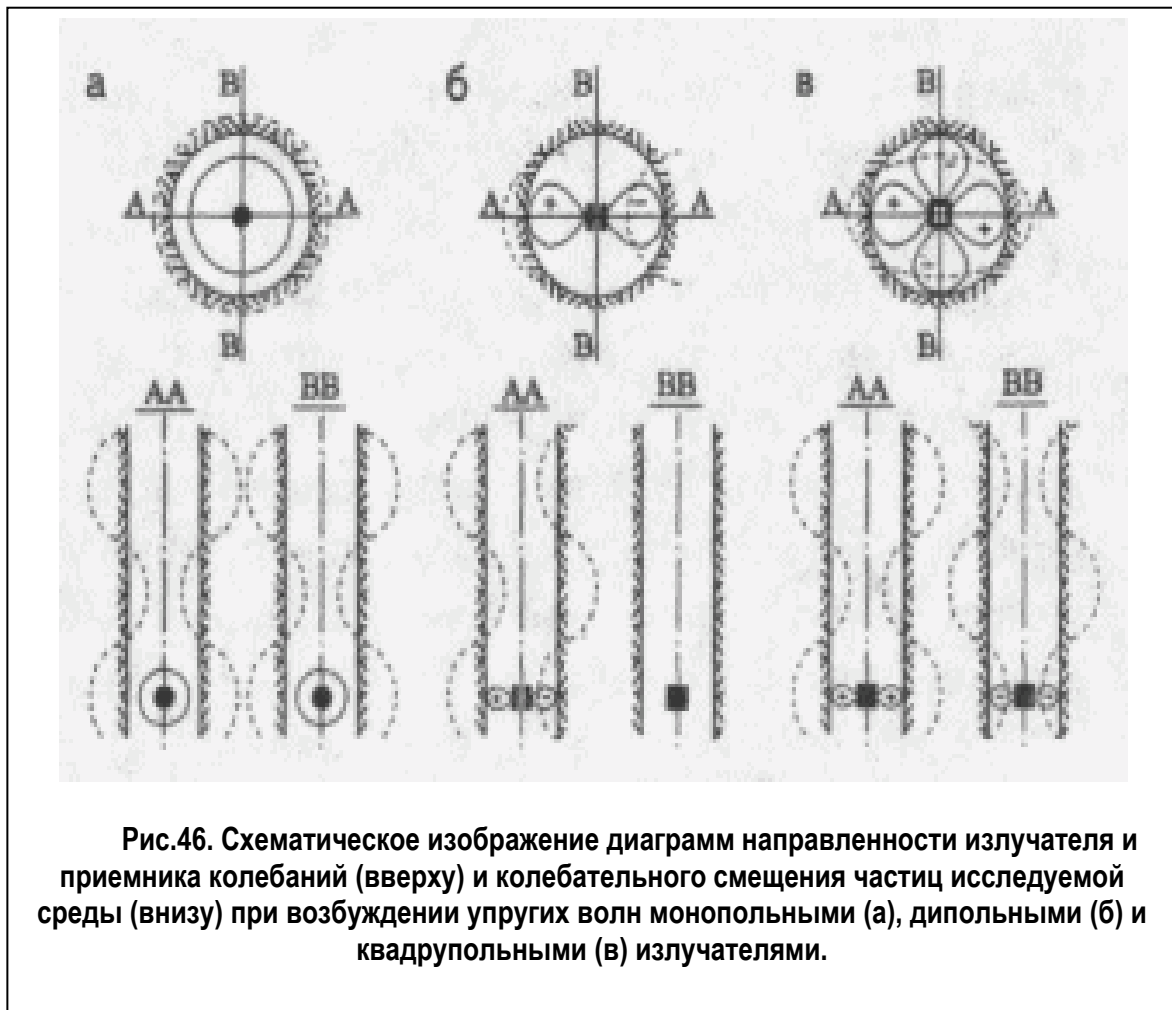 а б в
В В В
А А А А А А
В В В
АА ВВ АА ВВ АА ВВ
Рис.46. Схематическое изображение диаграмм направленности излучателя и
приемника колебаний (вверху) и колебательного смещения частиц исследуемой
среды (внизу) при возбуждении упругих волн монопольными (а), дипольными (б) и
квадрупольными (в) излучателями.